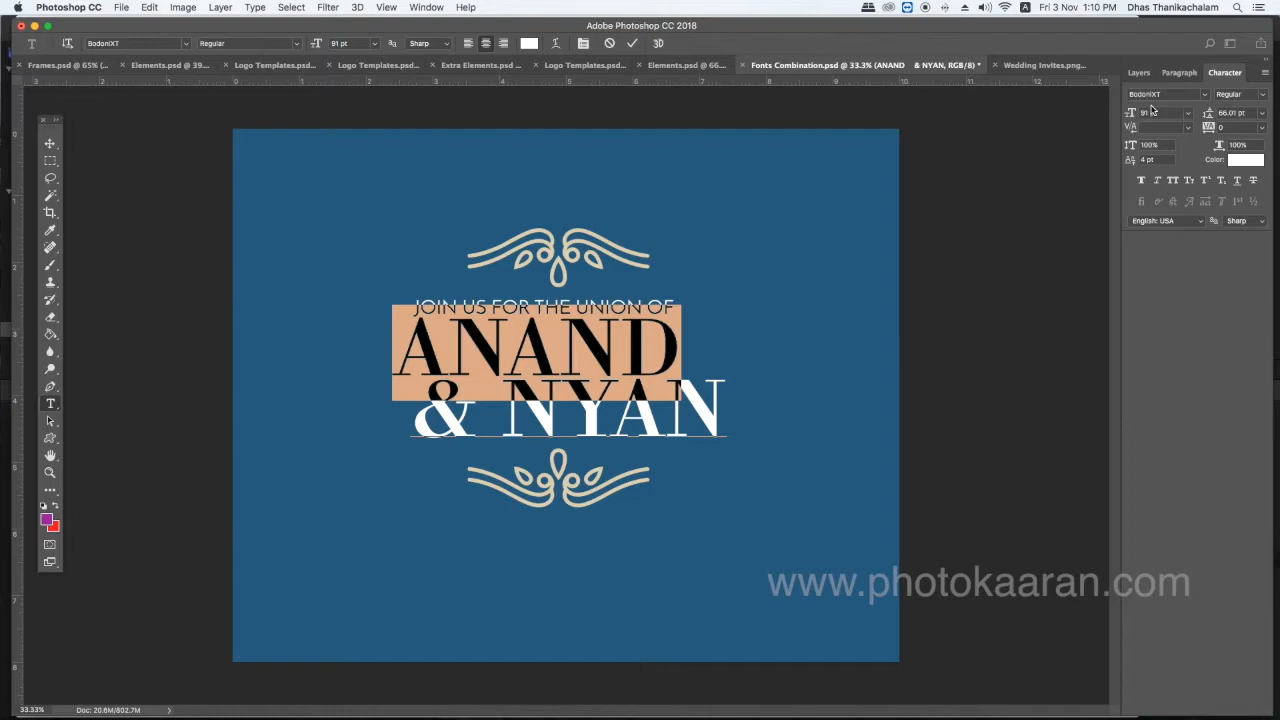 Photoshop CC File Edit Image Layer Type Select Filter 3D View Window Help Fri 3 Nov 1:10 PM Dhas Thanikachalam
Adobe Photoshop CC 2018
BodoniXT Regular 91 pt Sharp 3D
Frames.psd @ 65% (... Elements.psd @ 39.... Logo Templates.psd... Logo Templates.psd... Extra Elements.psd ... Logo Templates.psd... Elements.psd @ 66.... Fonts Combination.psd @ 33.3% (ANAND & NYAN, RGB/8) * Wedding Invites.png...
Layers Paragraph Character
BodoniXT Regular
91 66.01 pt
0
100% 100%
4 pt Color:
English: USA Sharp
JOIN US FOR THE UNION OF
ANAND
& NYAN
www.photokaaran.com
33.33% Doc: 20.6M/802.7M